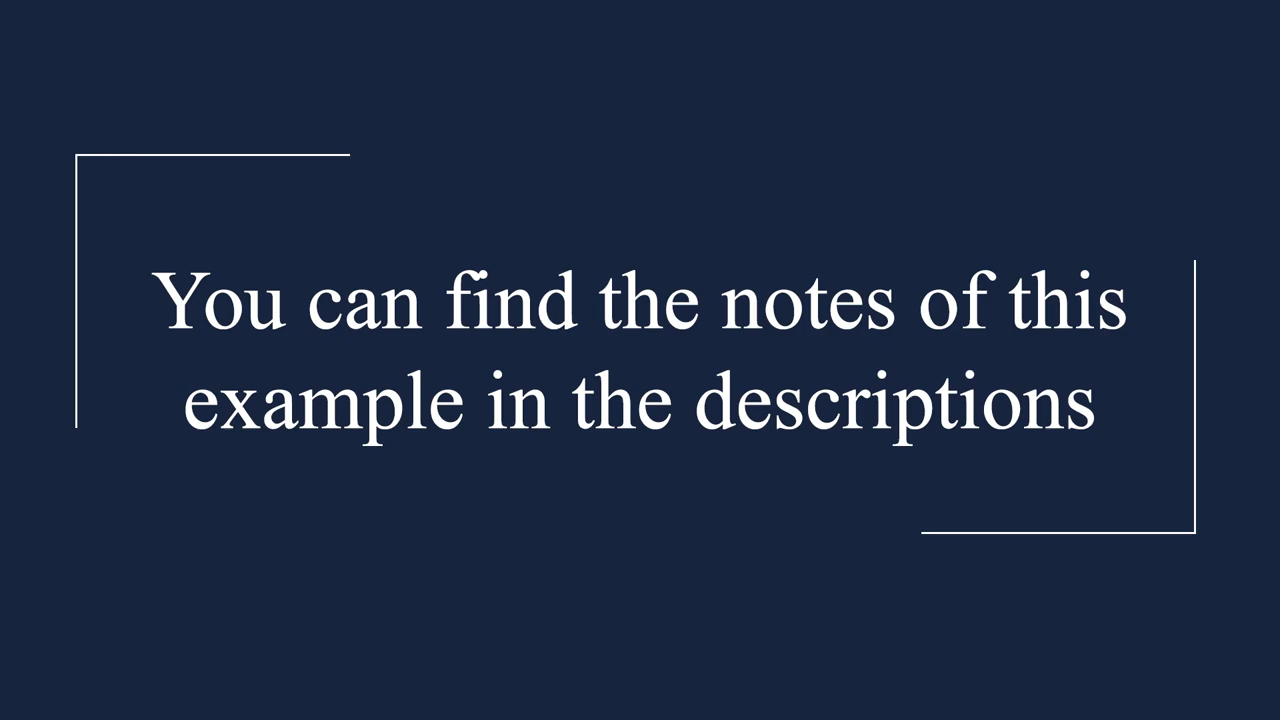 You can find the notes of this
example in the descriptions